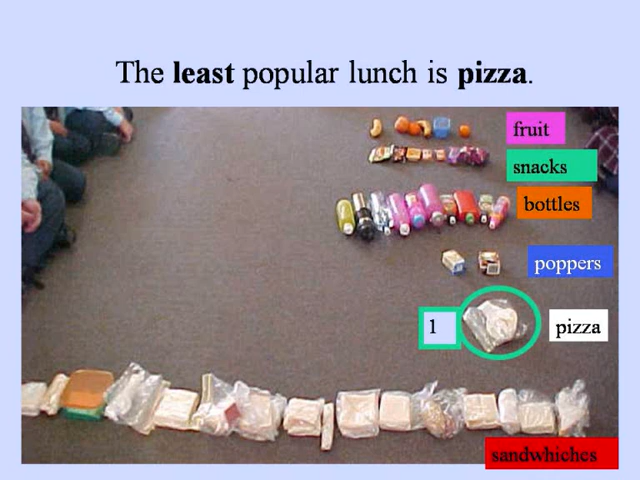 The least popular lunch is pizza.
fruit
snacks
bottles
poppers
1
pizza
sandwhiches